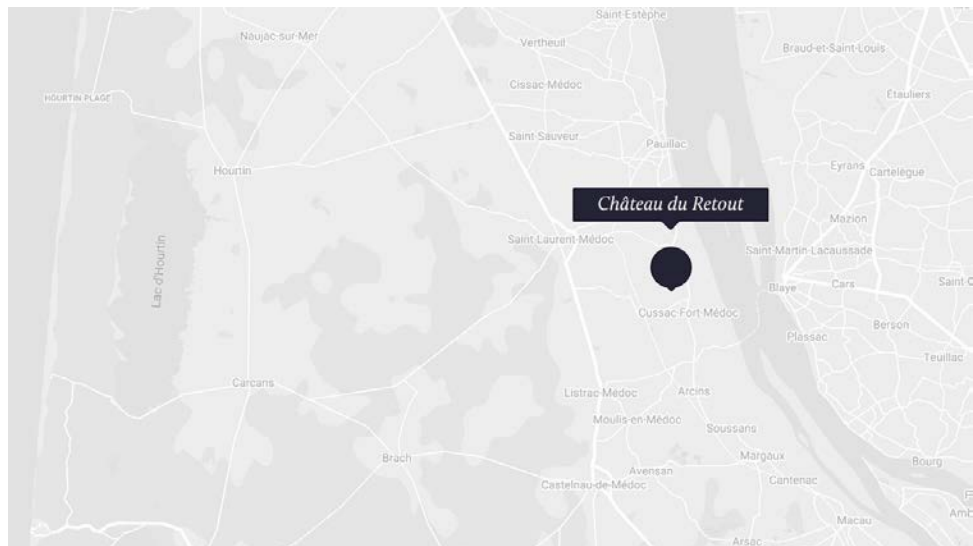 Saint-Estèphe
Naujac-sur-Mer
Vertheuil
Braud-et-Saint-Louis
Cissac-Médoc
HOURTIN PLAGE
Étauliers
Saint-Sauveur
Pauillac
Hourtin
Eyrans
Cartelègue
Château du Retout
Mazion
Saint-Laurent-Médoc
Saint-Martin-Lacaussade
Lac d'Hourtin
Blaye
Cars
Cussac-Fort-Médoc
Berson
Plassac
Teuillac
Carcans
Listrac-Médoc
Arcins
Moulis-en-Médoc
Soussans
Brach
Margaux
Bourg
Avensan
Castelnau-de-Médoc
Cantenac
Macau
Arsac